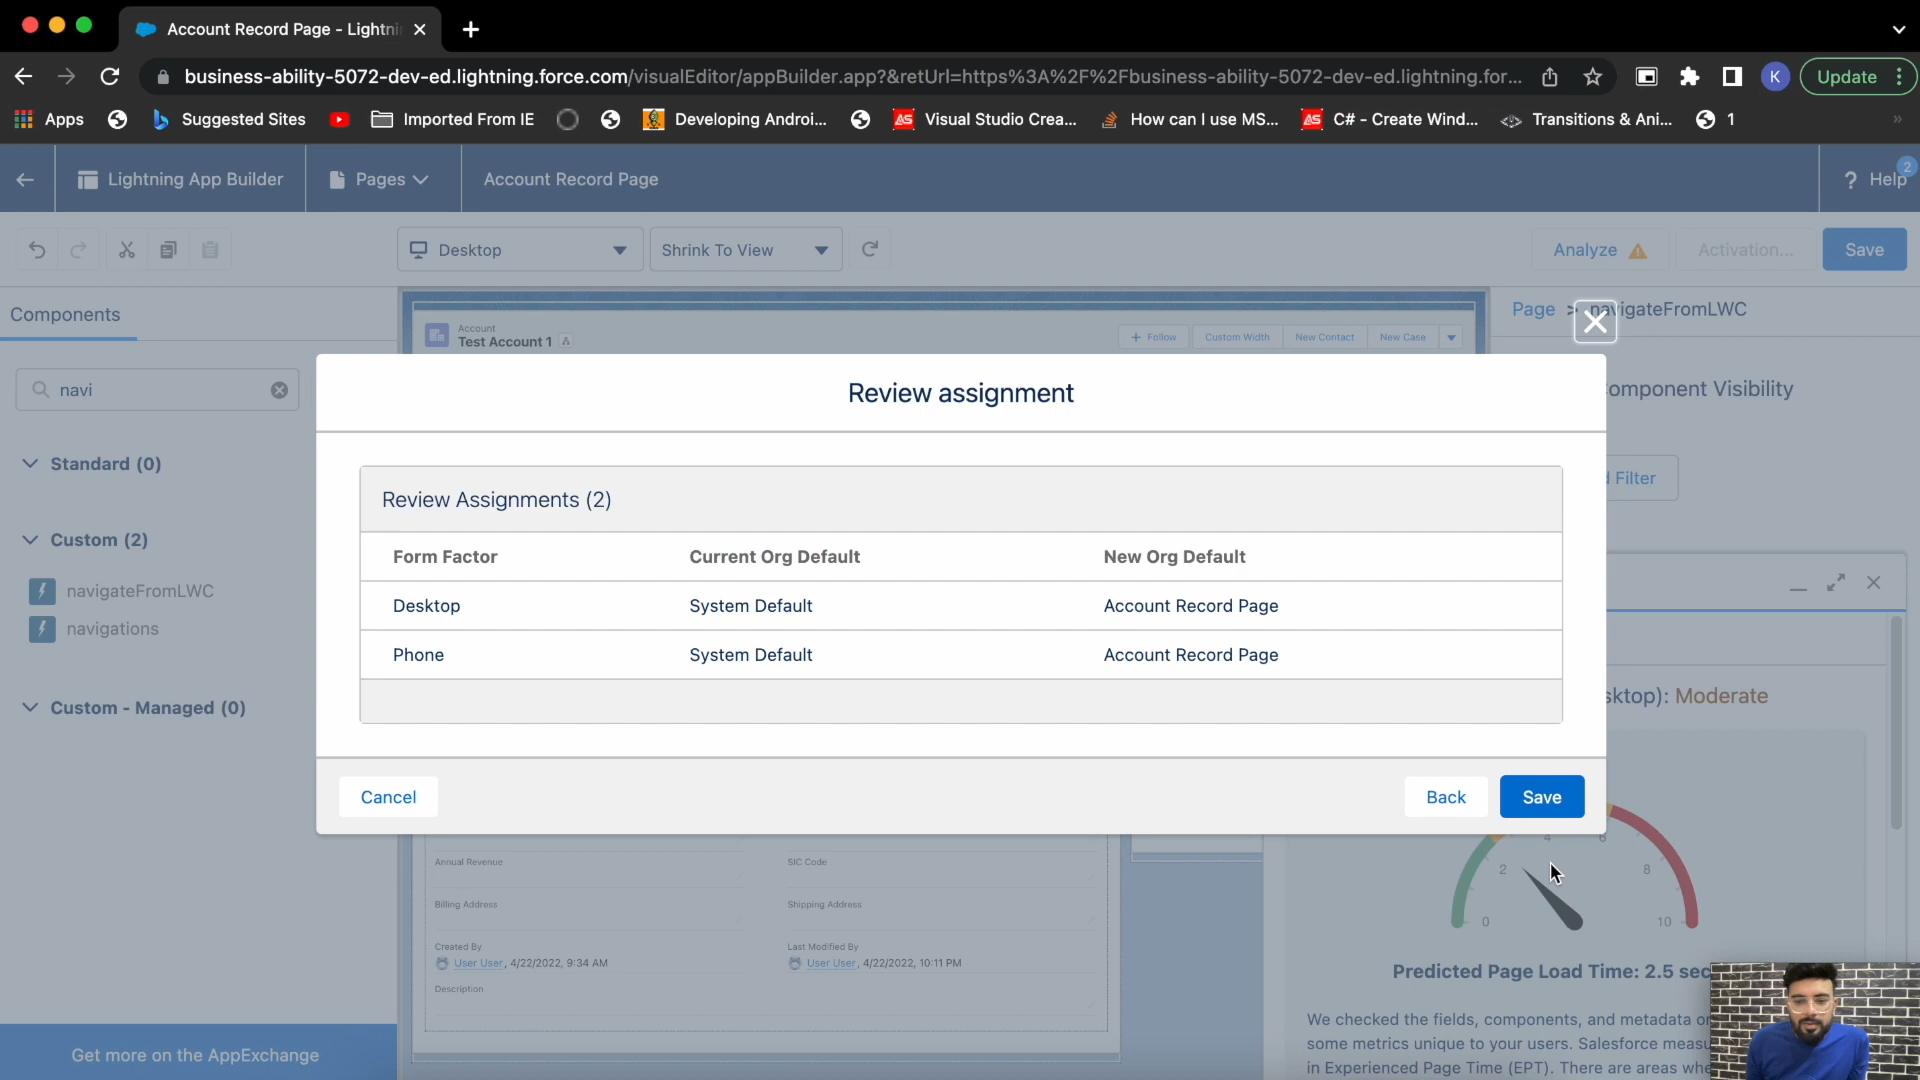 Account Record Page - Lightni
business-ability-5072-dev-ed.lightning.force.com/visualEditor/appBuilder.app?&retUrl=https%3A%2F%2Fbusiness-ability-5072-dev-ed.lightning.for...
K
Update
Apps
Suggested Sites
Imported From IE
Developing Androi...
Visual Studio Crea...
How can I use MS...
C# - Create Wind...
Transitions & Ani...
1
Lightning App Builder
Pages
Account Record Page
? Help
2
Desktop
Shrink To View
Analyze
Activation...
Save
Components
Account
Test Account 1
+ Follow
Custom Width
New Contact
New Case
Page > navigateFromLWC
navi
Review assignment
omponent Visibility
Standard (0)
Filter
Review Assignments (2)
Custom (2)
Form Factor
Current Org Default
New Org Default
navigateFromLWC
Desktop
System Default
Account Record Page
navigations
Phone
System Default
Account Record Page
Custom - Managed (0)
sktop): Moderate
Cancel
Back
Save
0
2
4
6
8
10
Annual Revenue
SIC Code
Billing Address
Shipping Address
Created By
Last Modified By
User User, 4/22/2022, 9:34 AM
User User, 4/22/2022, 10:11 PM
Description
Predicted Page Load Time: 2.5 sec
We checked the fields, components, and metadata o
some metrics unique to your users. Salesforce measu
in Experienced Page Time (EPT). There are areas whe
Get more on the AppExchange